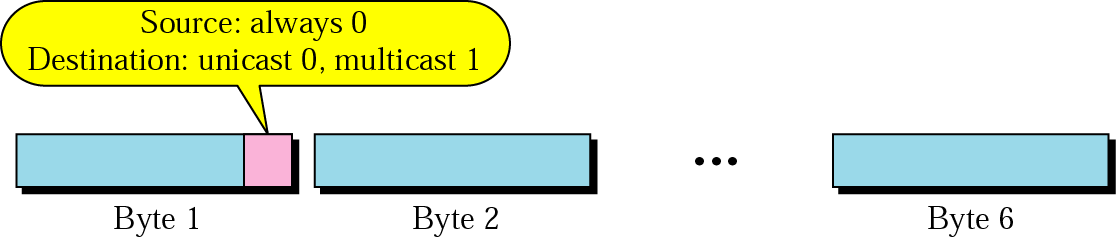 Source: always 0
Destination: unicast 0, multicast 1
Byte 1
Byte 2
...
Byte 6